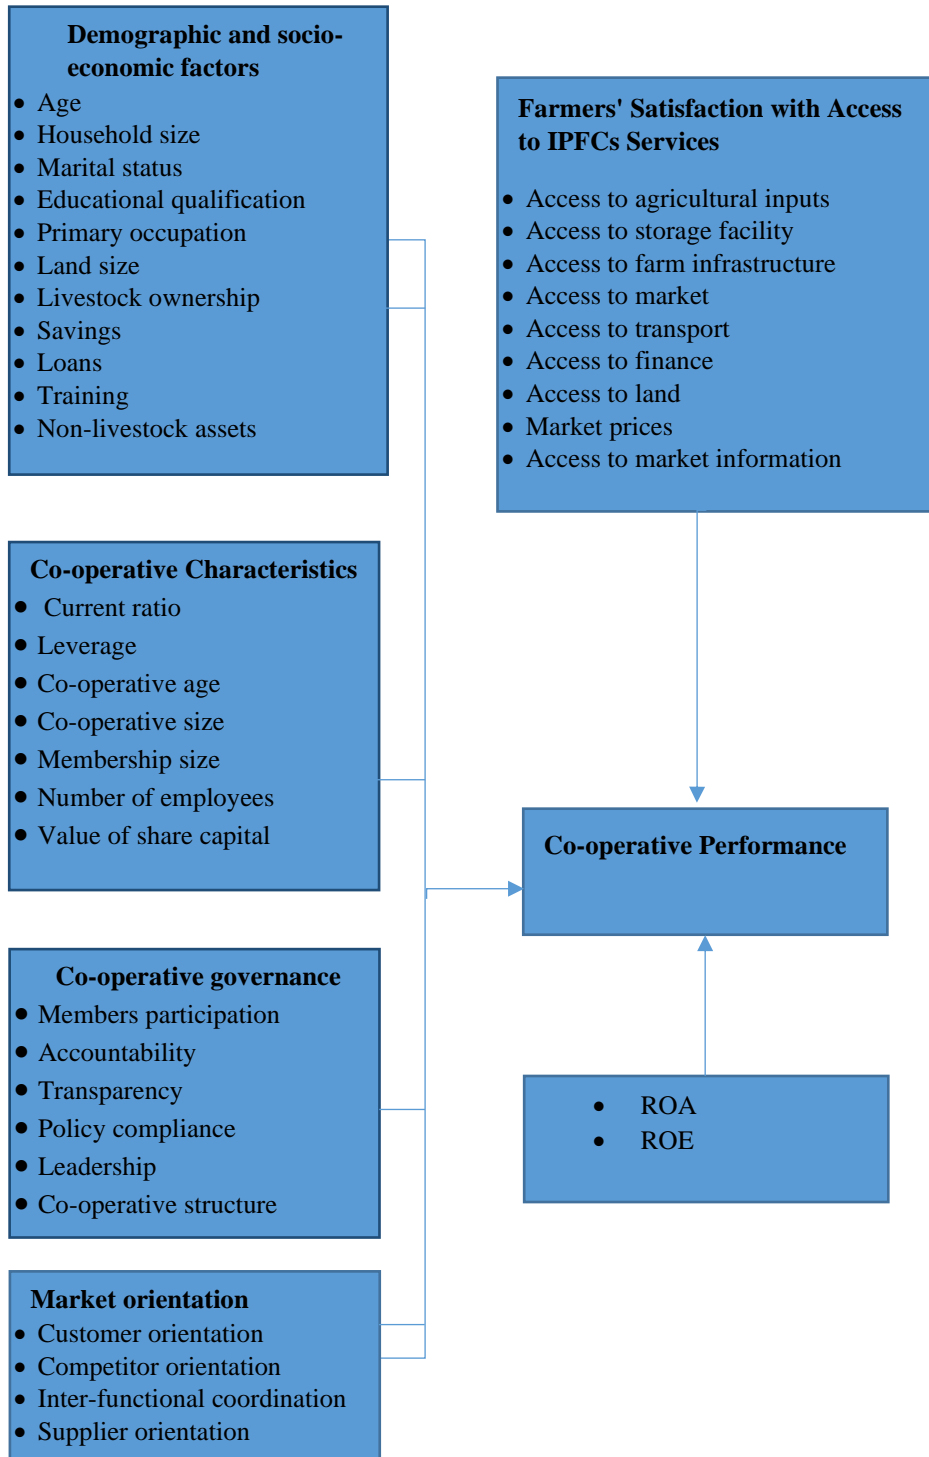 Demographic and socio-
economic factors
• Age
• Household size
• Marital status
• Educational qualification
• Primary occupation
• Land size
• Livestock ownership
• Savings
• Loans
• Training
• Non-livestock assets
Farmers' Satisfaction with Access
to IPFCs Services
• Access to agricultural inputs
• Access to storage facility
• Access to farm infrastructure
• Access to market
• Access to transport
• Access to finance
• Access to land
• Market prices
• Access to market information
Co-operative Characteristics
• Current ratio
• Leverage
• Co-operative age
• Co-operative size
• Membership size
• Number of employees
• Value of share capital
Co-operative Performance
Co-operative governance
• Members participation
• Accountability
• Transparency
• Policy compliance
• Leadership
• Co-operative structure
• ROA
• ROE
Market orientation
• Customer orientation
• Competitor orientation
• Inter-functional coordination
• Supplier orientation